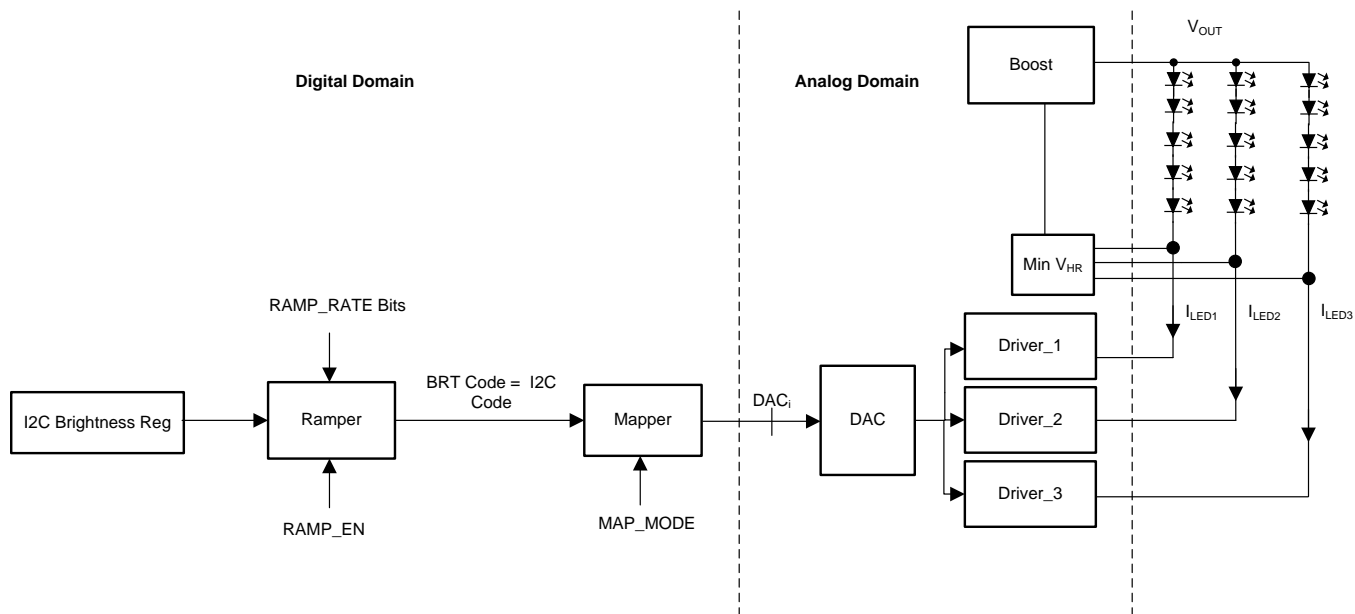 Digital Domain
Analog Domain
Boost
VOUT
Min VHR
ILED1
ILED2
ILED3
RAMP_RATE Bits
I2C Brightness Reg
Ramper
BRT Code = I2C
Code
Mapper
DACi
DAC
Driver_1
Driver_2
Driver_3
RAMP_EN
MAP_MODE